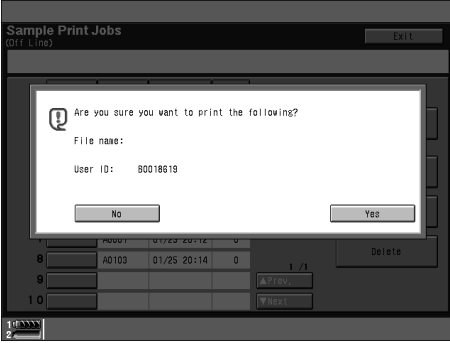 Sample Print Jobs
(Off Line)
Exit
Are you sure you want to print the following?
File name:
User ID: B0018619
No
Yes
7 A0001 01/23 20:12 0
8 A0103 01/25 20:14 0
Delete
9
10
1 /1
▲Prev.
▼Next
1
2